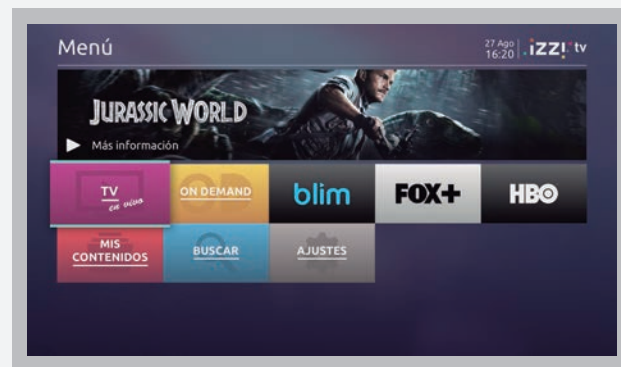 Menú
27 Ago
16:20
izzi tv
JURASSIC WORLD
Más información
TV
en vivo
ON DEMAND
blim
FOX+
HBO
MIS
CONTENIDOS
BUSCAR
AJUSTES